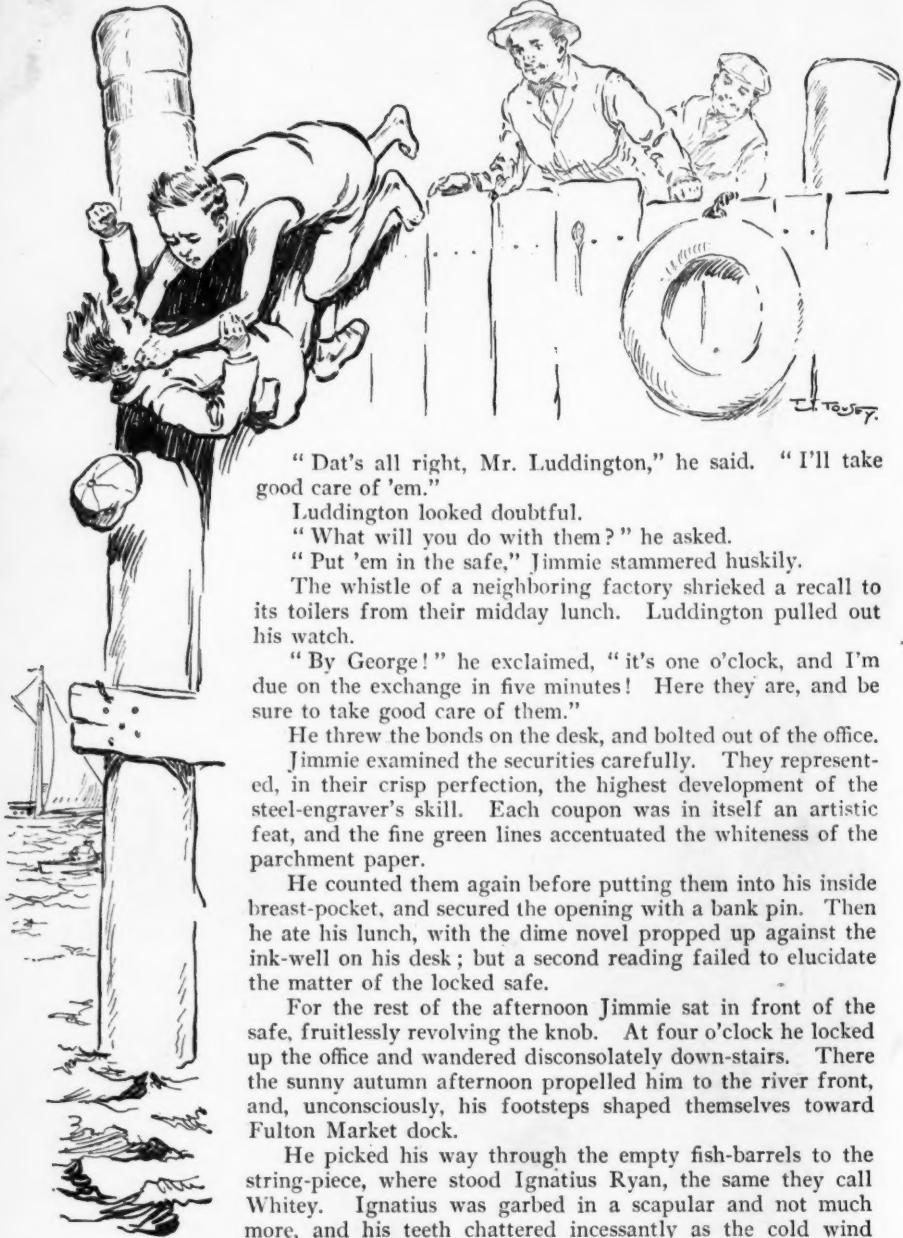 T. J. TOUSEY.
" Dat's all right, Mr. Luddington," he said. " I'll take
good care of 'em."
Luddington looked doubtful.
" What will you do with them ? " he asked.
" Put 'em in the safe," Jimmie stammered huskily.
The whistle of a neighboring factory shrieked a recall to
its toilers from their midday lunch. Luddington pulled out
his watch.
" By George ! " he exclaimed, " it's one o'clock, and I'm
due on the exchange in five minutes ! Here they are, and be
sure to take good care of them."
He threw the bonds on the desk, and bolted out of the office.
Jimmie examined the securities carefully. They represent-
ed, in their crisp perfection, the highest development of the
steel-engraver's skill. Each coupon was in itself an artistic
feat, and the fine green lines accentuated the whiteness of the
parchment paper.
He counted them again before putting them into his inside
breast-pocket, and secured the opening with a bank pin. Then
he ate his lunch, with the dime novel propped up against the
ink-well on his desk ; but a second reading failed to elucidate
the matter of the locked safe.
For the rest of the afternoon Jimmie sat in front of the
safe, fruitlessly revolving the knob. At four o'clock he locked
up the office and wandered disconsolately down-stairs. There
the sunny autumn afternoon propelled him to the river front,
and, unconsciously, his footsteps shaped themselves toward
Fulton Market dock.
He picked his way through the empty fish-barrels to the
string-piece, where stood Ignatius Ryan, the same they call
Whitey. Ignatius was garbed in a scapular and not much
more, and his teeth chattered incessantly as the cold wind